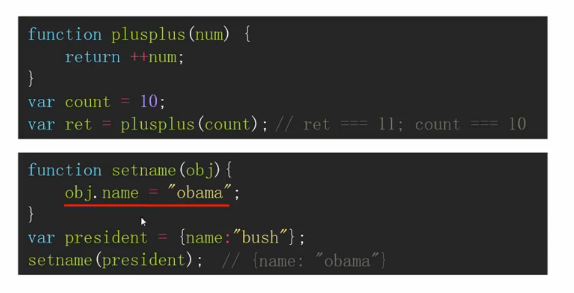 function plusplus(num) {
    return ++num;
}
var count = 10;
var ret = plusplus(count); // ret === 11; count === 10
function setname(obj){
    obj.name = "obama";
}
var president = {name:"bush"};
setname(president);  // {name: "obama"}